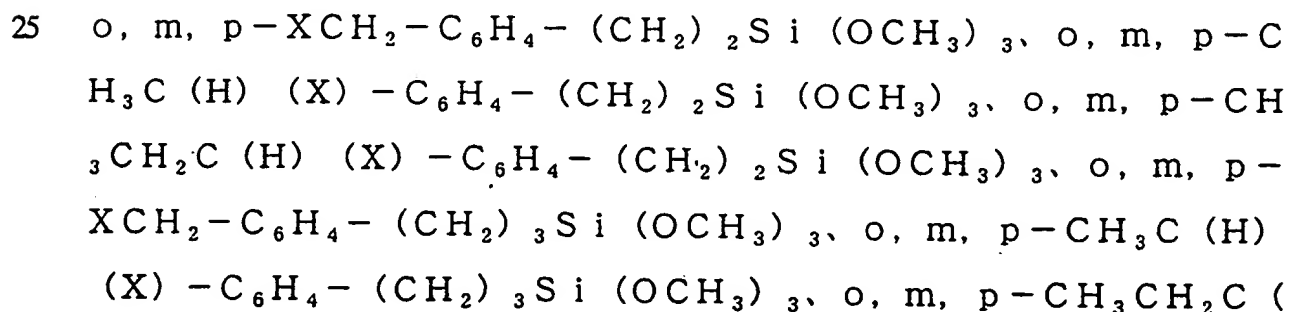 25 o, m, p-XCH₂-C₆H₄-(CH₂)₂Si(OCH₃)₃、o, m, p-C
H₃C(H)(X)-C₆H₄-(CH₂)₂Si(OCH₃)₃、o, m, p-CH
₃CH₂C(H)(X)-C₆H₄-(CH₂)₂Si(OCH₃)₃、o, m, p-
XCH₂-C₆H₄-(CH₂)₃Si(OCH₃)₃、o, m, p-CH₃C(H)
(X)-C₆H₄-(CH₂)₃Si(OCH₃)₃、o, m, p-CH₃CH₂C(